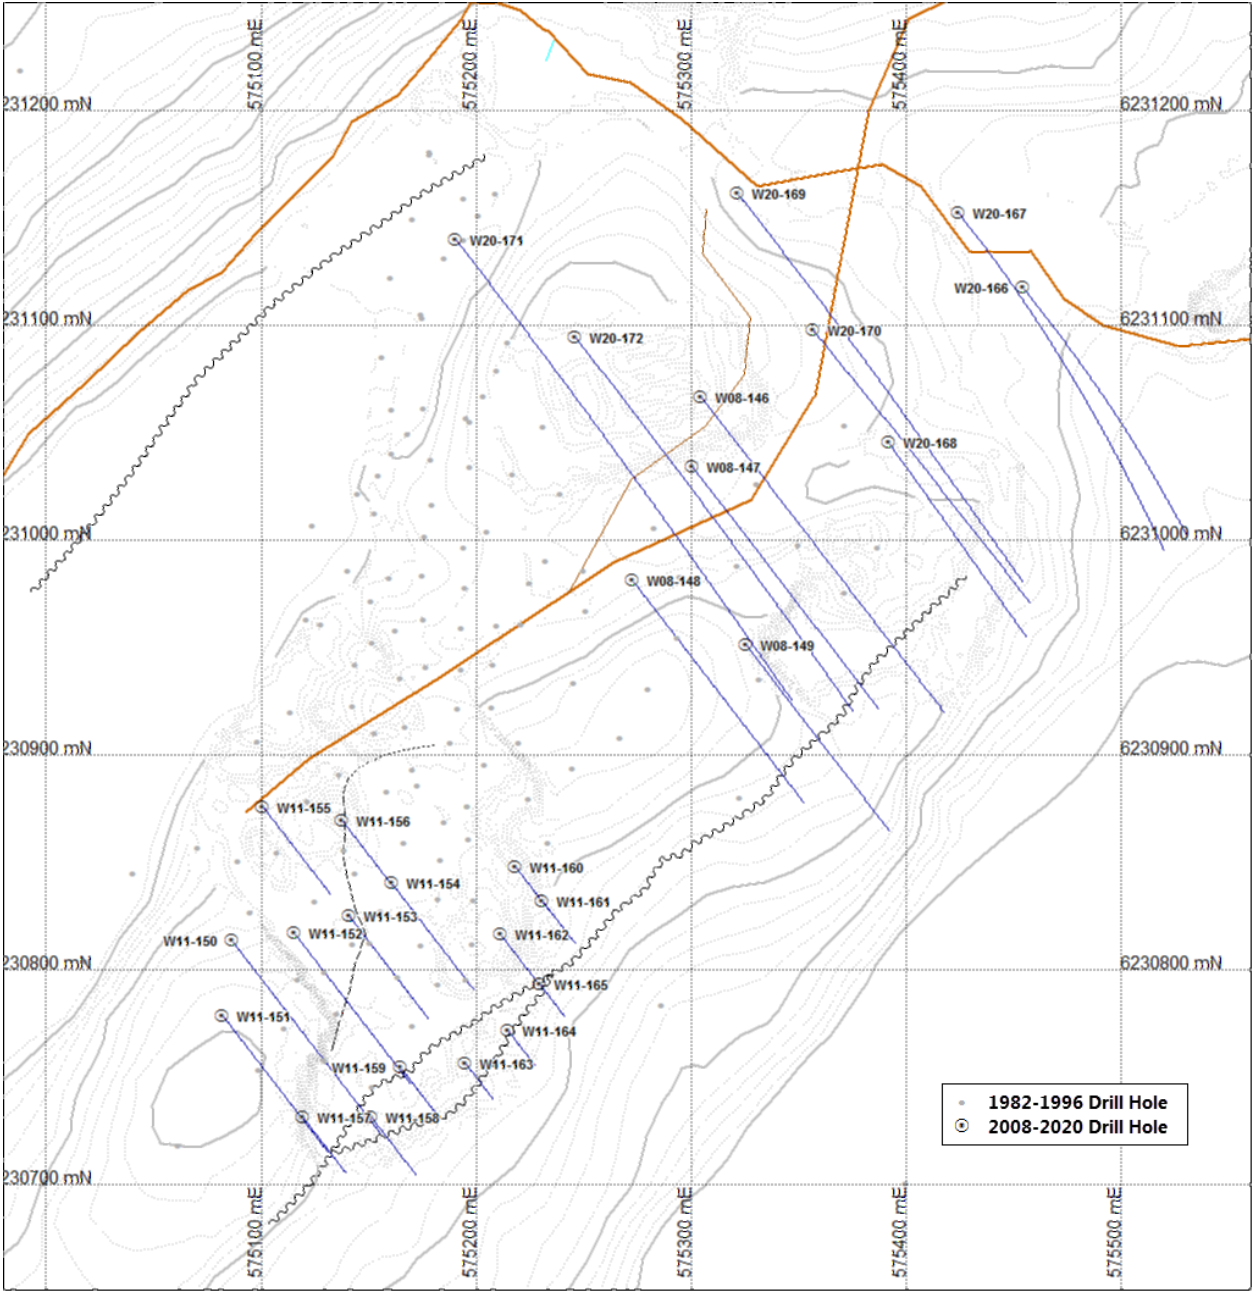 575100 mE
575200 mE
575300 mE
575400 mE
231200 mN
6231200 mN
W20-169
W20-167
W20-171
W20-166
231100 mN
6231100 mN
W20-170
W20-172
W08-146
W20-168
W08-147
231000 mN
6231000 mN
W08-148
W08-149
230900 mN
6230900 mN
W11-155
W11-156
W11-160
W11-154
W11-161
W11-153
W11-152
W11-162
W11-150
230800 mN
6230800 mN
W11-165
W11-151
W11-164
W11-159
W11-163
W11-157
W11-158
1982-1996 Drill Hole
2008-2020 Drill Hole
230700 mN
6230700 mN
575100 mE
575200 mE
575300 mE
575400 mE
575500 mE